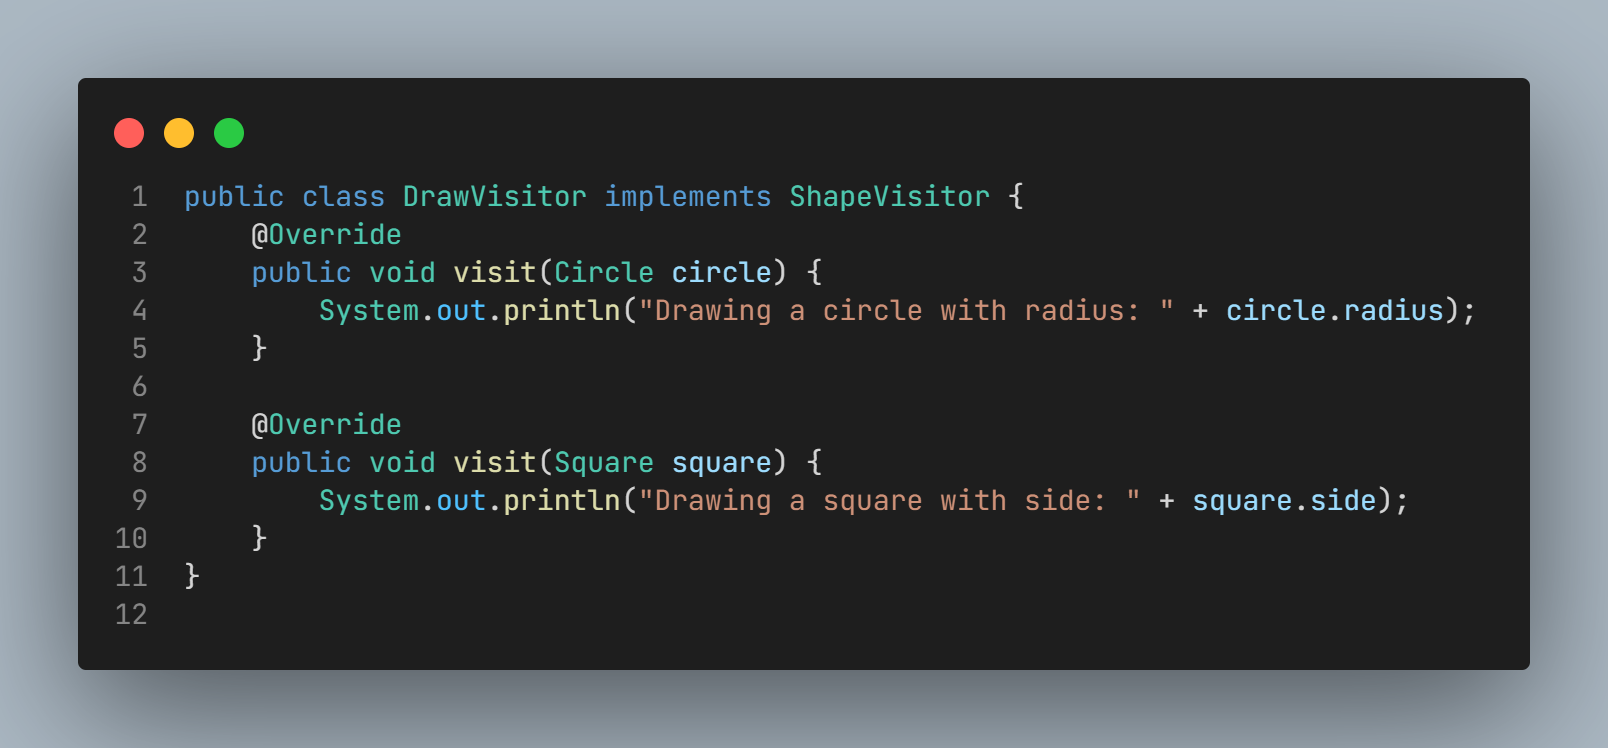 1 public class DrawVisitor implements ShapeVisitor {
2     @Override
3     public void visit(Circle circle) {
4         System.out.println("Drawing a circle with radius: " + circle.radius);
5     }
6
7     @Override
8     public void visit(Square square) {
9         System.out.println("Drawing a square with side: " + square.side);
10     }
11 }
12